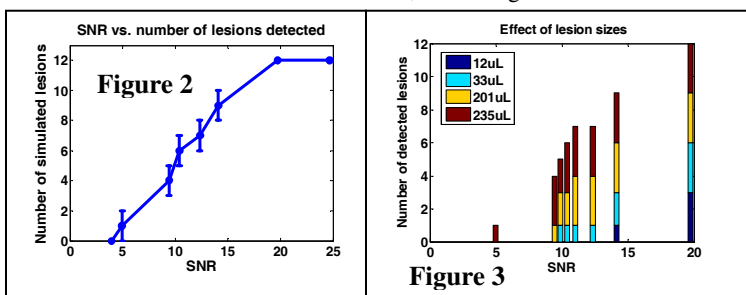 SNR vs. number of lesions detected
12
10
8
6
4
2
0
Number of simulated lesions
Figure 2
0 5 10 15 20 25
SNR
Effect of lesion sizes
12
10
8
6
4
2
0
Number of detected lesions
12uL
33uL
201uL
235uL
0 5 10 15 20
SNR
Figure 3